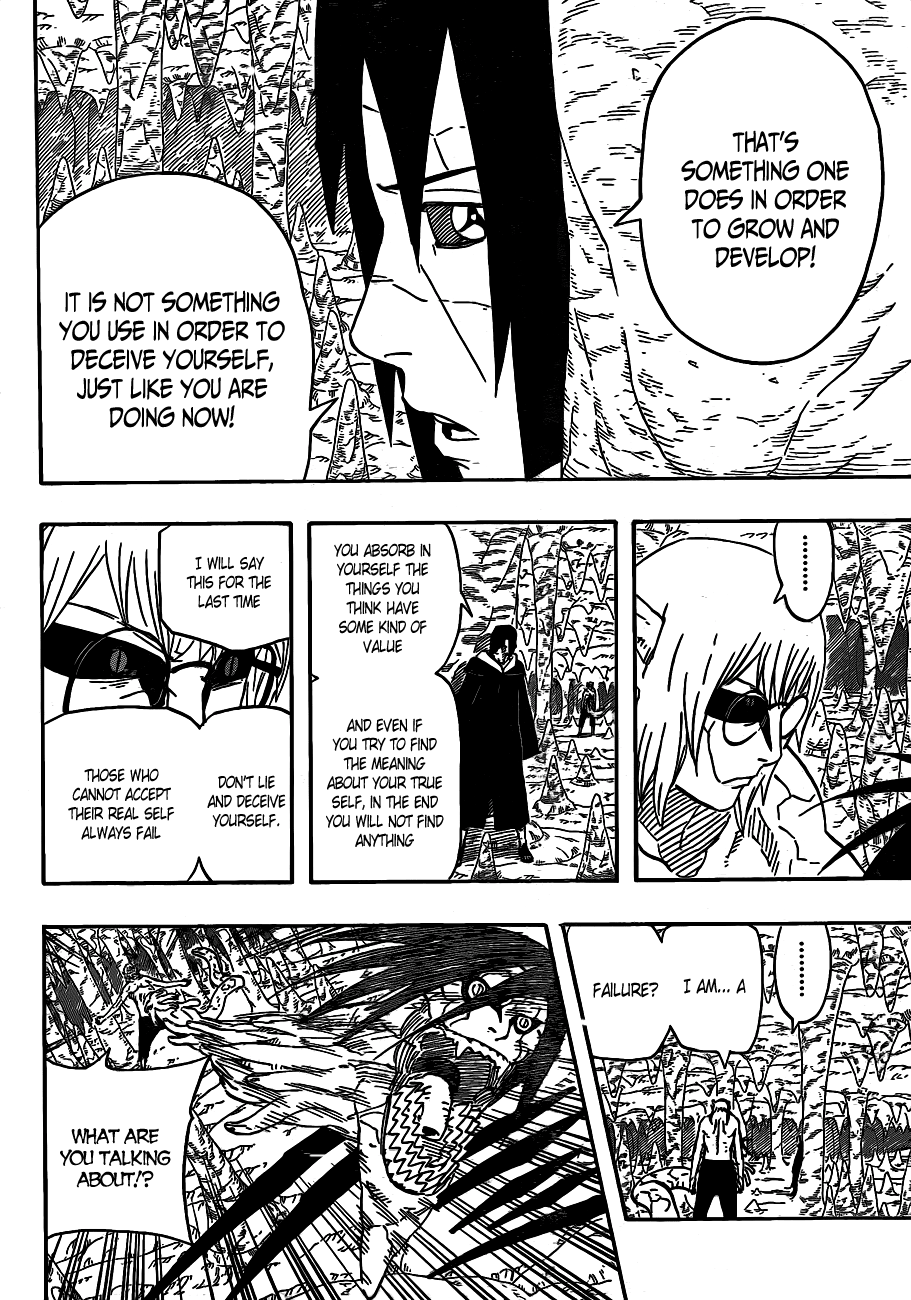 THAT'S
SOMETHING ONE
DOES IN ORDER
TO GROW AND
DEVELOP!
IT IS NOT SOMETHING
YOU USE IN ORDER TO
DECEIVE YOURSELF,
JUST LIKE YOU ARE
DOING NOW!
.........
YOU ABSORB IN
YOURSELF THE
THINGS YOU
THINK HAVE
SOME KIND OF
VALUE
AND EVEN IF
YOU TRY TO FIND
THE MEANING
ABOUT YOUR TRUE
SELF, IN THE END
YOU WILL NOT FIND
ANYTHING
I WILL SAY
THIS FOR THE
LAST TIME
DON'T LIE
AND DECEIVE
YOURSELF.
THOSE WHO
CANNOT ACCEPT
THEIR REAL SELF
ALWAYS FAIL
.........
I AM... A
FAILURE?
WHAT ARE
YOU TALKING
ABOUT!?